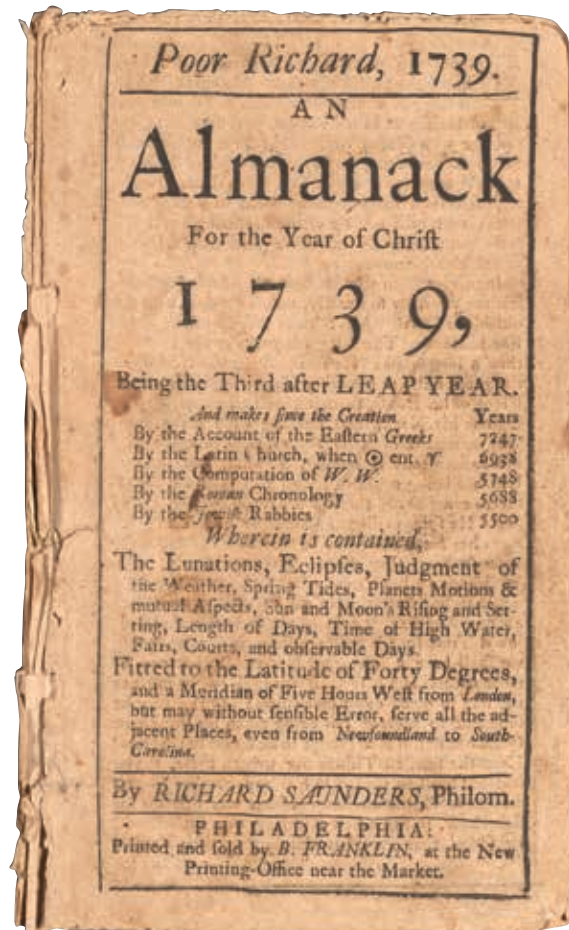 Poor Richard, 1739.
AN
Almanack
For the Year of Chriſt
1739,
Being the Third after LEAP YEAR.
And makes ſince the Creation Years
By the Account of the Eaſtern Greeks 7247
By the Latin Church, when ☉ ent. ♈ 6938
By the Computation of W. W. 5748
By the Roman Chronology 5688
By the Jewiſh Rabbies 5500
Wherein is contained,
The Lunations, Eclipſes, Judgment of
the Weather, Spring Tides, Planets Motions &
mutual Aſpects, Sun and Moon's Riſing and Set-
ting, Length of Days, Time of High Water,
Fairs, Courts, and obſervable Days.
Fitted to the Latitude of Forty Degrees,
and a Meridian of Five Hours Weſt from London,
but may without ſenſible Error, ſerve all the ad-
jacent Places, even from Newfoundland to South-
Carolina.
By RICHARD SAUNDERS, Philom.
PHILADELPHIA:
Printed and ſold by B. FRANKLIN, at the New
Printing-Office near the Market.